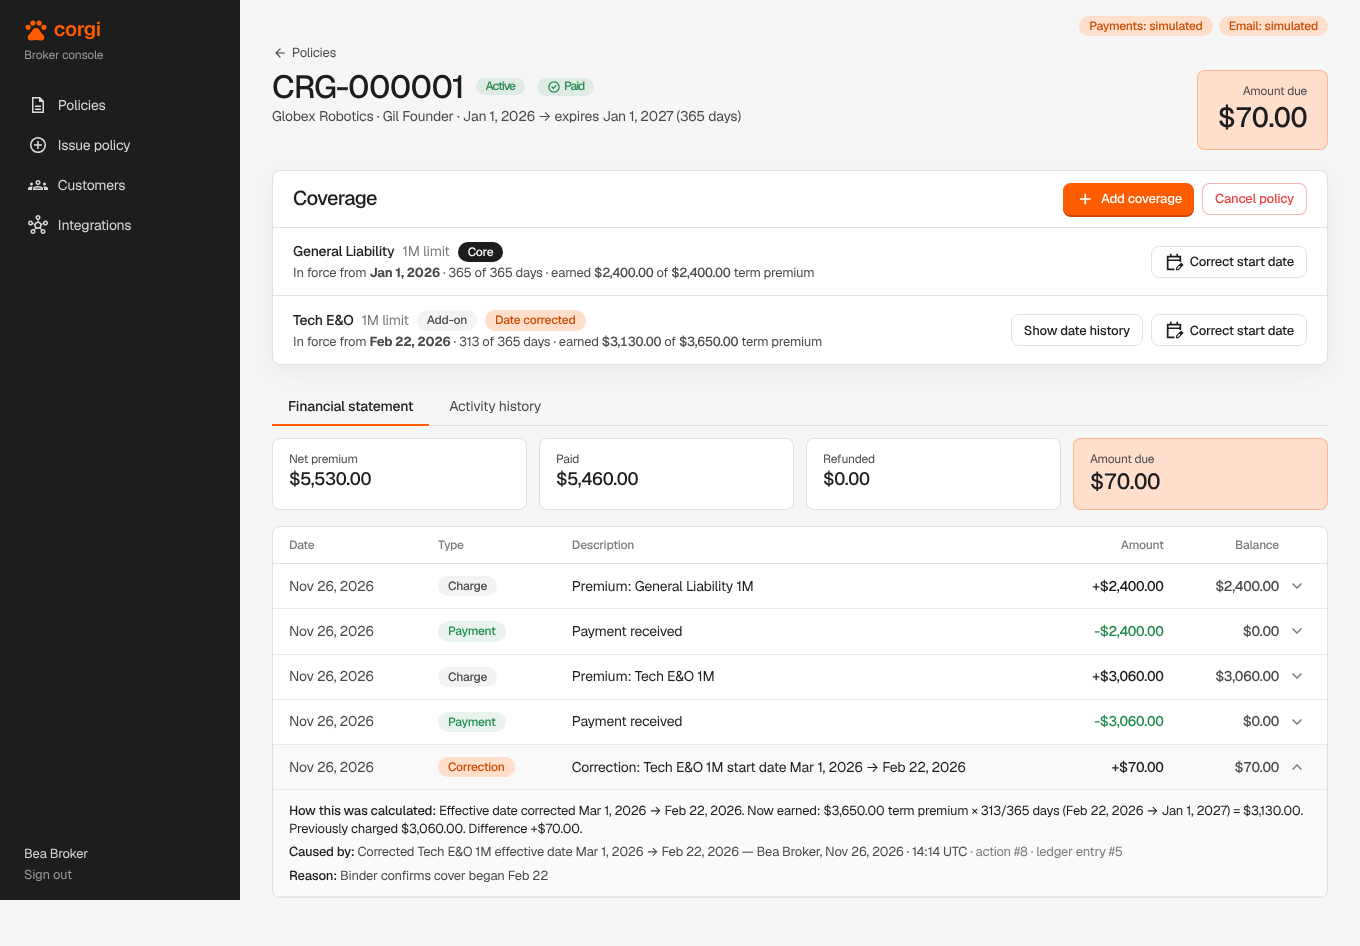 corgi
Broker console
Policies
Issue policy
Customers
Integrations
Bea Broker
Sign out
Payments: simulated
Email: simulated
← Policies
CRG-000001 Active Paid
Globex Robotics · Gil Founder · Jan 1, 2026 → expires Jan 1, 2027 (365 days)
Amount due
$70.00
Coverage
Add coverage
Cancel policy
General Liability 1M limit Core
In force from Jan 1, 2026 · 365 of 365 days · earned $2,400.00 of $2,400.00 term premium
Correct start date
Tech E&O 1M limit Add-on Date corrected
In force from Feb 22, 2026 · 313 of 365 days · earned $3,130.00 of $3,650.00 term premium
Show date history
Correct start date
Financial statement
Activity history
Net premium
$5,530.00
Paid
$5,460.00
Refunded
$0.00
Amount due
$70.00
Date Type Description Amount Balance
Nov 26, 2026 Charge Premium: General Liability 1M +$2,400.00 $2,400.00
Nov 26, 2026 Payment Payment received -$2,400.00 $0.00
Nov 26, 2026 Charge Premium: Tech E&O 1M +$3,060.00 $3,060.00
Nov 26, 2026 Payment Payment received -$3,060.00 $0.00
Nov 26, 2026 Correction Correction: Tech E&O 1M start date Mar 1, 2026 → Feb 22, 2026 +$70.00 $70.00
How this was calculated: Effective date corrected Mar 1, 2026 → Feb 22, 2026. Now earned: $3,650.00 term premium × 313/365 days (Feb 22, 2026 → Jan 1, 2027) = $3,130.00.
Previously charged $3,060.00. Difference +$70.00.
Caused by: Corrected Tech E&O 1M effective date Mar 1, 2026 → Feb 22, 2026 — Bea Broker, Nov 26, 2026 · 14:14 UTC · action #8 · ledger entry #5
Reason: Binder confirms cover began Feb 22